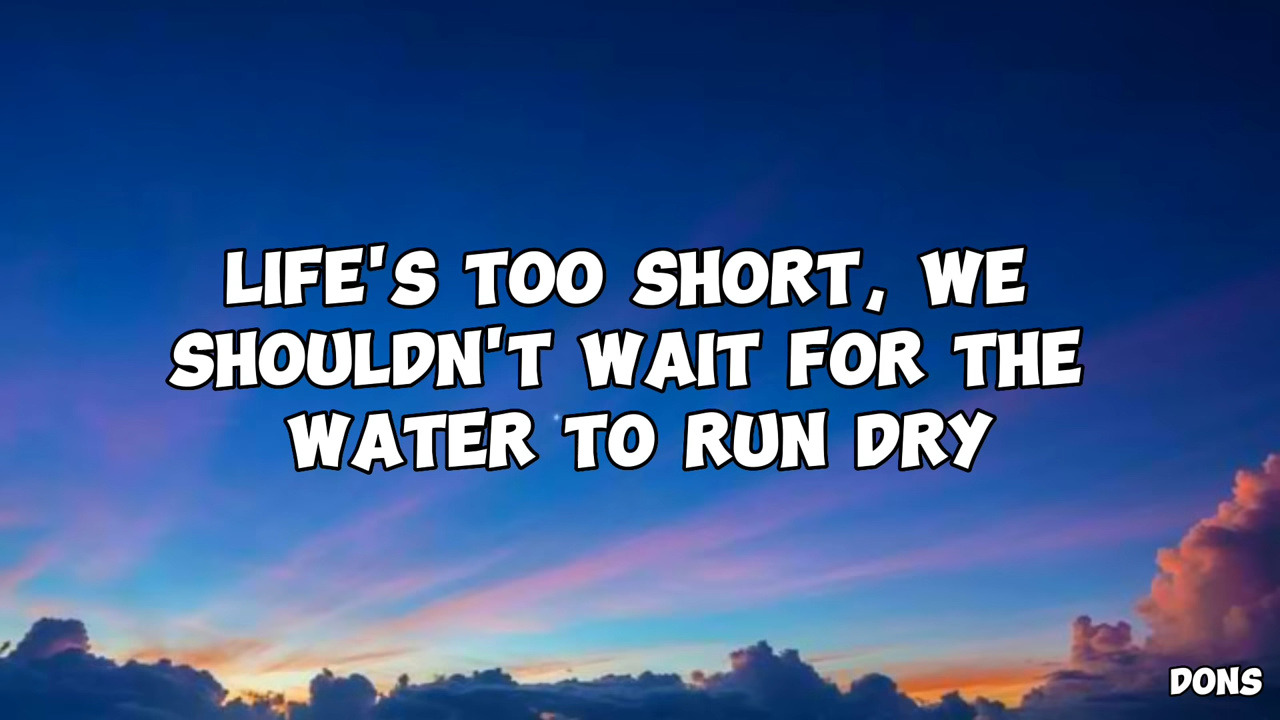 LIFE'S TOO SHORT, WE
SHOULDN'T WAIT FOR THE
WATER TO RUN DRY
DONS